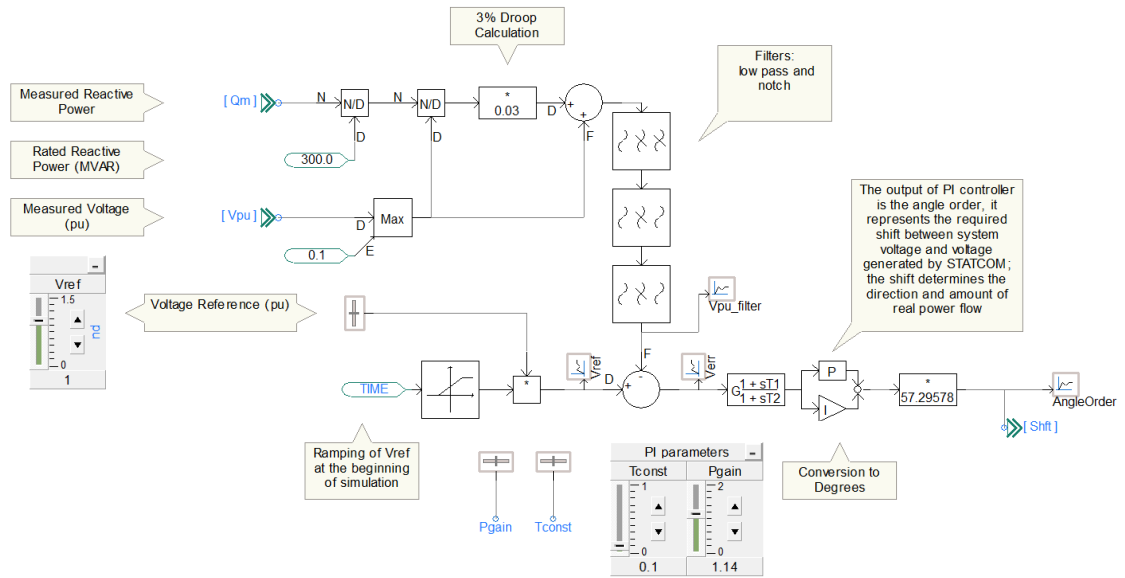 3% Droop
Calculation
Filters:
low pass and
notch
Measured Reactive
Power
[ Qm ]
N
N/D
N
N/D
*
0.03
D
+
+
F
D
D
Rated Reactive
Power (MVAR)
300.0
Measured Voltage
(pu)
[ Vpu ]
D
Max
0.1
E
The output of PI controller
is the angle order, it
represents the required
shift between system
voltage and voltage
generated by STATCOM;
the shift determines the
direction and amount of
real power flow
Vref
1.5
0
pu
1
Voltage Reference (pu)
Vpu_filter
F
TIME
*
Vref
D
+
-
Verr
G
1 + sT1
1 + sT2
P
I
*
57.29578
AngleOrder
[ Shft ]
Ramping of Vref
at the beginning
of simulation
Pgain
Tconst
PI parameters
Tconst
Pgain
1
0
2
0
0.1
1.14
Conversion to
Degrees